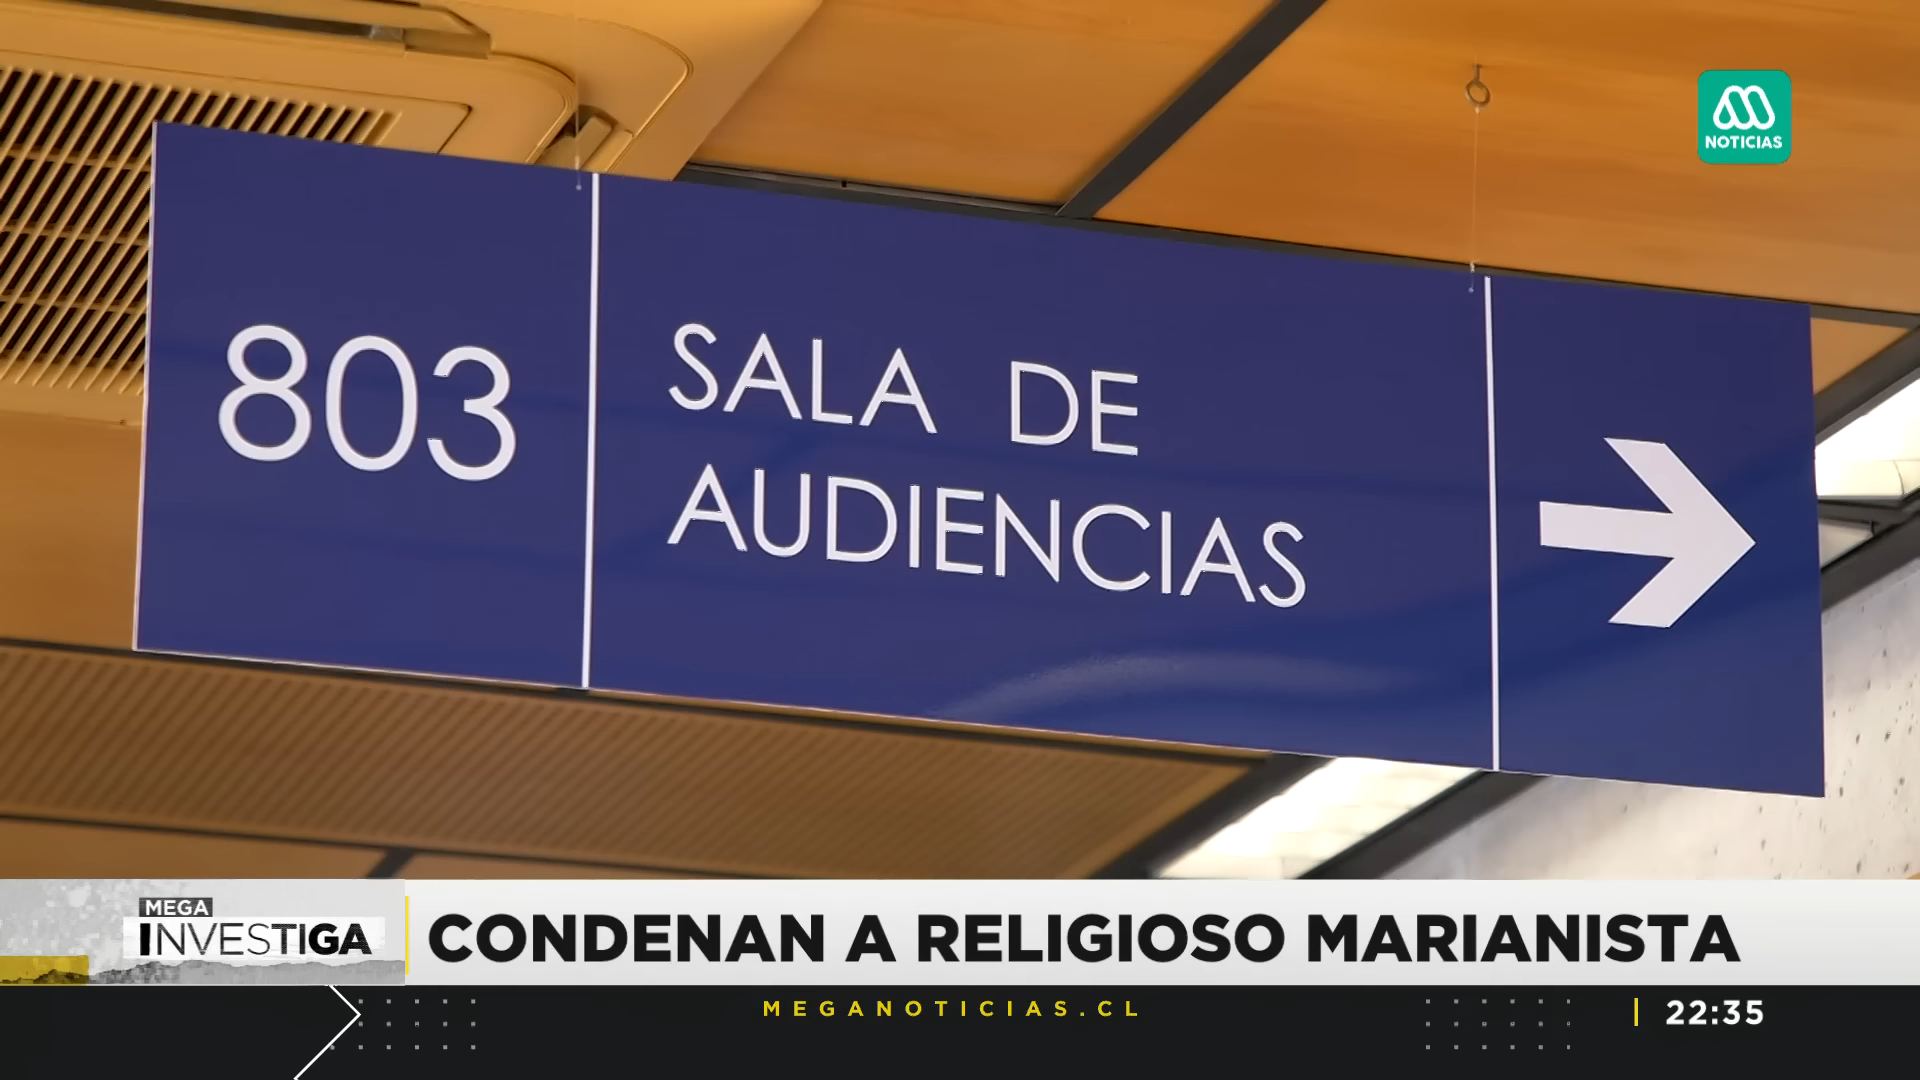 NOTICIAS
803
SALA DE
AUDIENCIAS
MEGA
INVESTIGA
CONDENAN A RELIGIOSO MARIANISTA
MEGANOTICIAS.CL
22:35